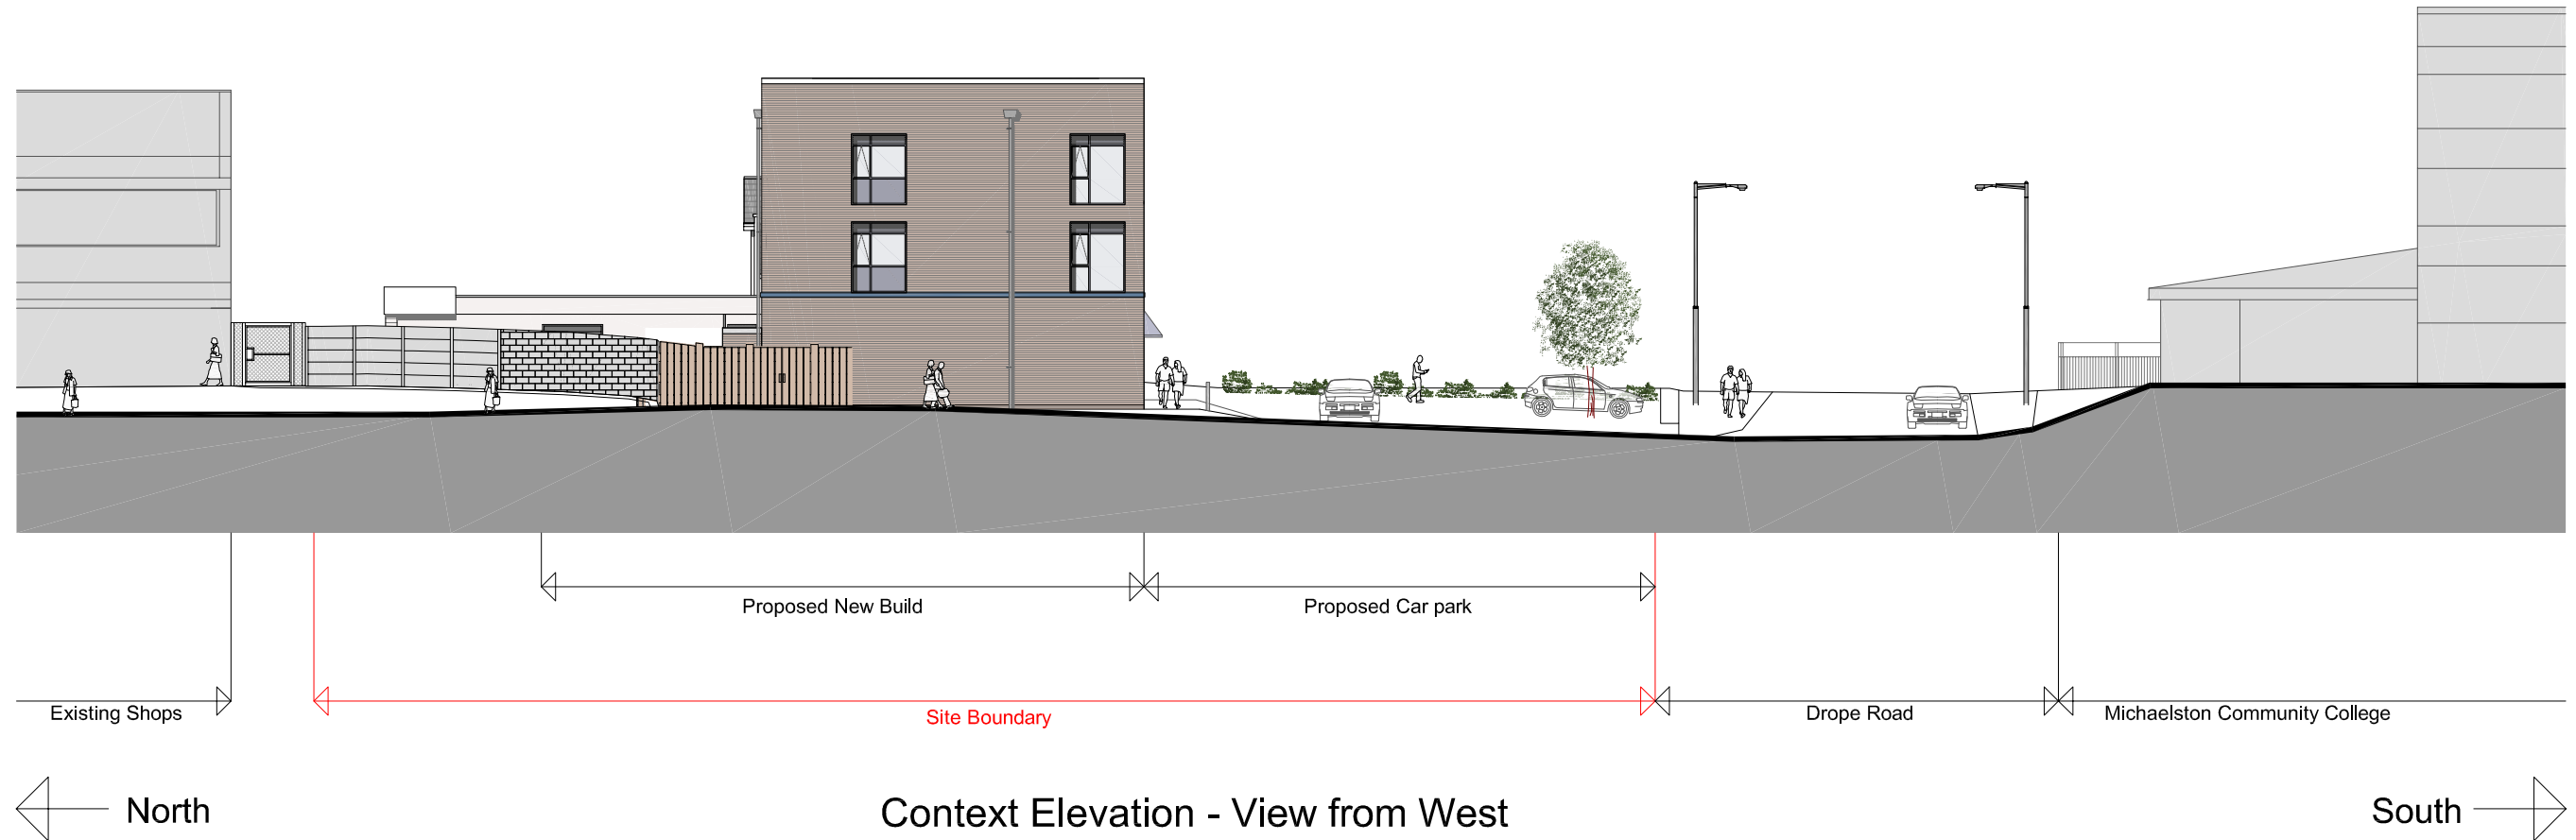 Proposed New Build
Proposed Car park
Existing Shops
Site Boundary
Drope Road
Michaelston Community College
North
Context Elevation - View from West
South